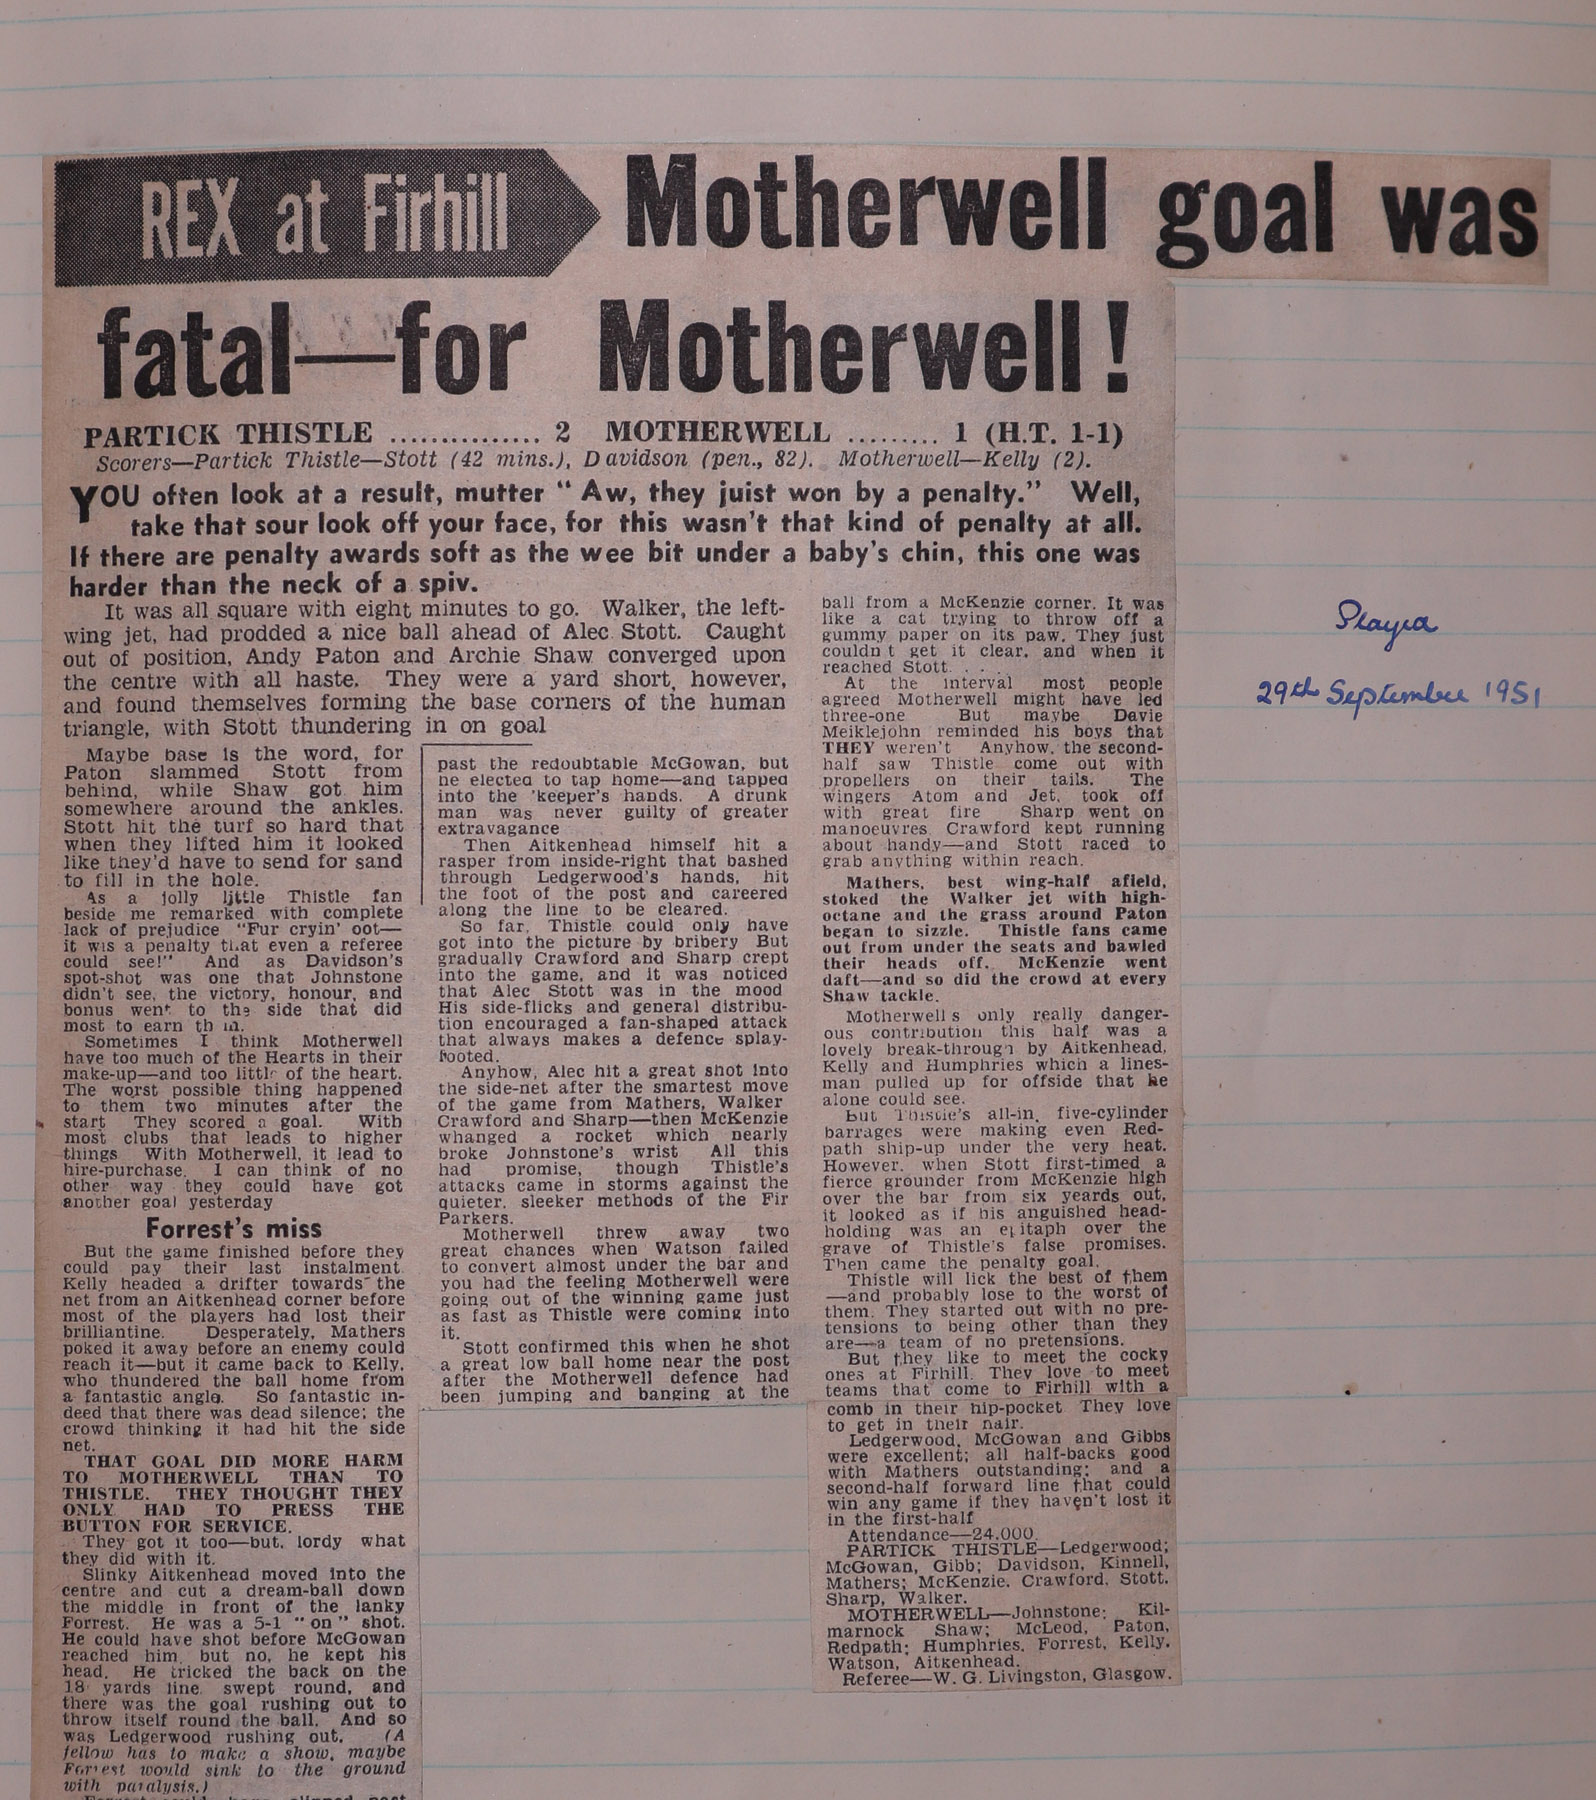 REX at Firhill
Motherwell goal was
fatal—for Motherwell!
PARTICK THISTLE ............... 2 MOTHERWELL ......... 1 (H.T. 1-1)
Scorers—Partick Thistle—Stott (42 mins.), Davidson (pen., 82). Motherwell—Kelly (2).
YOU often look at a result, mutter “Aw, they juist won by a penalty.” Well,
take that sour look off your face, for this wasn't that kind of penalty at all.
If there are penalty awards soft as the wee bit under a baby's chin, this one was
harder than the neck of a spiv.
It was all square with eight minutes to go. Walker, the left-
wing jet, had prodded a nice ball ahead of Alec Stott. Caught
out of position, Andy Paton and Archie Shaw converged upon
the centre with all haste. They were a yard short, however,
and found themselves forming the base corners of the human
triangle, with Stott thundering in on goal
Maybe base is the word, for
Paton slammed Stott from
behind, while Shaw got him
somewhere around the ankles.
Stott hit the turf so hard that
when they lifted him it looked
like they'd have to send for sand
to fill in the hole.
As a jolly little Thistle fan
beside me remarked with complete
lack of prejudice "Fur cryin' oot—
it wis a penalty that even a referee
could see!" And as Davidson's
spot-shot was one that Johnstone
didn't see, the victory, honour, and
bonus went to the side that did
most to earn th m.
Sometimes I think Motherwell
have too much of the Hearts in their
make-up—and too little of the heart.
The worst possible thing happened
to them two minutes after the
start They scored a goal. With
most clubs that leads to higher
things With Motherwell, it lead to
hire-purchase. I can think of no
other way they could have got
another goal yesterday
Forrest's miss
But the game finished before they
could pay their last instalment.
Kelly headed a drifter towards the
net from an Aitkenhead corner before
most of the players had lost their
brilliantine. Desperately, Mathers
poked it away before an enemy could
reach it—but it came back to Kelly,
who thundered the ball home from
a fantastic angle. So fantastic in-
deed that there was dead silence; the
crowd thinking it had hit the side
net.
THAT GOAL DID MORE HARM
TO MOTHERWELL THAN TO
THISTLE. THEY THOUGHT THEY
ONLY HAD TO PRESS THE
BUTTON FOR SERVICE.
They got it too—but, lordy what
they did with it.
Slinky Aitkenhead moved into the
centre and cut a dream-ball down
the middle in front of the lanky
Forrest. He was a 5-1 "on" shot.
He could have shot before McGowan
reached him, but no, he kept his
head. He tricked the back on the
18 yards line, swept round, and
there was the goal rushing out to
throw itself round the ball. And so
was Ledgerwood rushing out. (A
fellow has to make a show, maybe
Forrest would sink to the ground
with paralysis.)
past the redoubtable McGowan, but
he elected to tap home—and tapped
into the 'keeper's hands. A drunk
man was never guilty of greater
extravagance
Then Aitkenhead himself hit a
rasper from inside-right that bashed
through Ledgerwood's hands, hit
the foot of the post and careered
along the line to be cleared.
So far, Thistle could only have
got into the picture by bribery But
gradually Crawford and Sharp crept
into the game, and it was noticed
that Alec Stott was in the mood
His side-flicks and general distribu-
tion encouraged a fan-shaped attack
that always makes a defence splay-
footed.
Anyhow, Alec hit a great shot into
the side-net after the smartest move
of the game from Mathers, Walker
Crawford and Sharp—then McKenzie
whanged a rocket which nearly
broke Johnstone's wrist All this
had promise, though Thistle's
attacks came in storms against the
quieter, sleeker methods of the Fir
Parkers.
Motherwell threw away two
great chances when Watson failed
to convert almost under the bar and
you had the feeling Motherwell were
going out of the winning game just
as fast as Thistle were coming into
it.
Stott confirmed this when he shot
a great low ball home near the post
after the Motherwell defence had
been jumping and banging at the
ball from a McKenzie corner. It was
like a cat trying to throw off a
gummy paper on its paw. They just
couldn't get it clear, and when it
reached Stott. . .
At the interval most people
agreed Motherwell might have led
three-one But maybe Davie
Meiklejohn reminded his boys that
THEY weren't Anyhow, the second-
half saw Thistle come out with
propellers on their tails. The
wingers Atom and Jet, took off
with great fire Sharp went on
manoeuvres Crawford kept running
about handy—and Stott raced to
grab anything within reach.
Mathers, best wing-half afield,
stoked the Walker jet with high-
octane and the grass around Paton
began to sizzle. Thistle fans came
out from under the seats and bawled
their heads off. McKenzie went
daft—and so did the crowd at every
Shaw tackle.
Motherwell s only really danger-
ous contribution this half was a
lovely break-through by Aitkenhead,
Kelly and Humphries which a lines-
man pulled up for offside that he
alone could see.
But Thistle's all-in, five-cylinder
barrages were making even Red-
path ship-up under the very heat.
However, when Stott first-timed a
fierce grounder from McKenzie high
over the bar from six yeards out,
it looked as if his anguished head-
holding was an epitaph over the
grave of Thistle's false promises.
Then came the penalty goal.
Thistle will lick the best of them
—and probably lose to the worst of
them. They started out with no pre-
tensions to being other than they
are—a team of no pretensions.
But they like to meet the cocky
ones at Firhill. They love to meet
teams that come to Firhill with a
comb in their hip-pocket They love
to get in their hair.
Ledgerwood, McGowan and Gibbs
were excellent; all half-backs good
with Mathers outstanding; and a
second-half forward line that could
win any game if they haven't lost it
in the first-half
Attendance—24,000.
PARTICK THISTLE—Ledgerwood;
McGowan, Gibb; Davidson, Kinnell,
Mathers; McKenzie, Crawford, Stott,
Sharp, Walker.
MOTHERWELL—Johnstone; Kil-
marnock Shaw; McLeod, Paton,
Redpath; Humphries, Forrest, Kelly,
Watson, Aitkenhead.
Referee—W. G. Livingston, Glasgow.
Played
29th September 1951